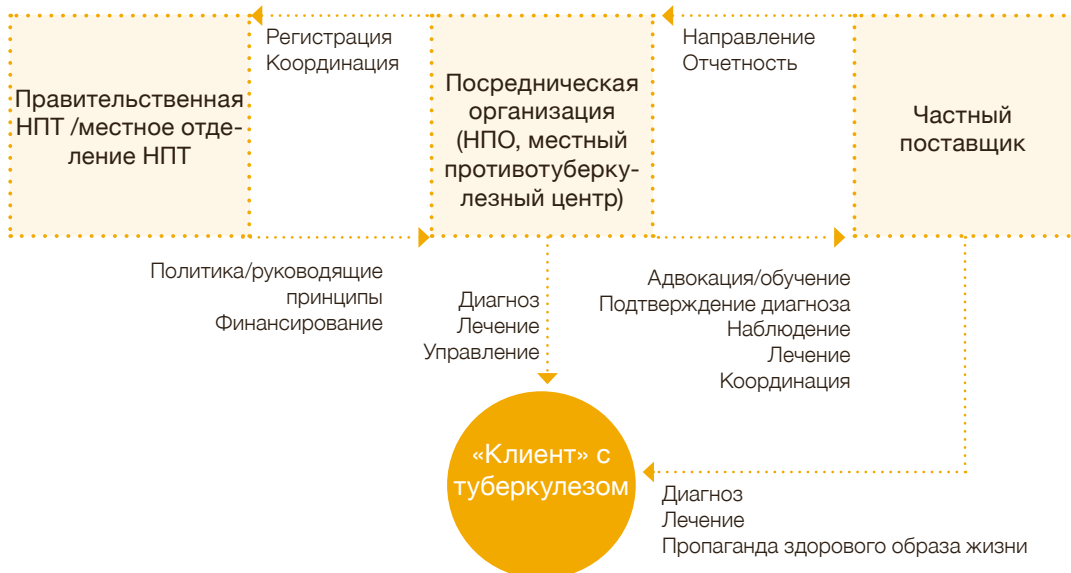 Регистрация
Координация
Направление
Отчетность
Правительственная
НПТ /местное отде-
ление НПТ
Посредническая
организация
(НПО, местный
противотуберку-
лезный центр)
Частный
поставщик
Политика/руководящие
принципы
Финансирование
Диагноз
Лечение
Управление
Адвокация/обучение
Подтверждение диагноза
Наблюдение
Лечение
Координация
«Клиент» с
туберкулезом
Диагноз
Лечение
Пропаганда здорового образа жизни